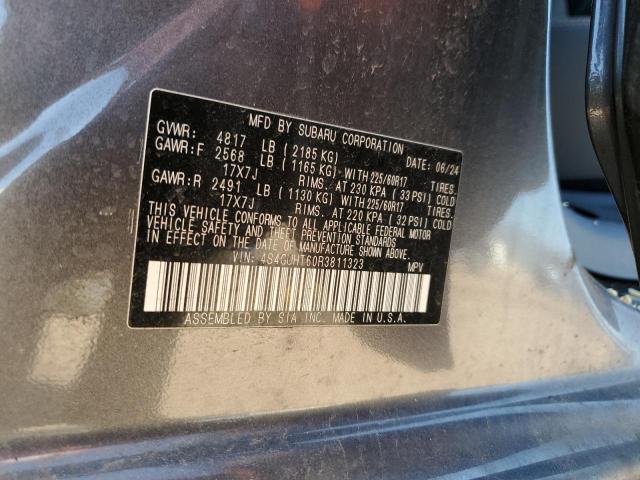 MFD BY SUBARU CORPORATION
GVWR: 4817 LB (2185 KG) DATE: 06/24
GAWR:F 2568 LB (1165 KG)-WITH 225/60R17 TIRES.
17X7J RIMS. AT 230 KPA (33 PSI) COLD
GAWR:R 2491 LB (1130 KG)-WITH 225/60R17 TIRES.
17X7J RIMS. AT 220 KPA (32 PSI) COLD
THIS VEHICLE CONFORMS TO ALL APPLICABLE FEDERAL MOTOR
VEHICLE SAFETY AND THEFT PREVENTION STANDARDS
IN EFFECT ON THE DATE OF MANUFACTURE SHOWN ABOVE.
VIN: 4S4GUHT60R3811323 MPV
ASSEMBLED BY SIA INC. MADE IN U.S.A.